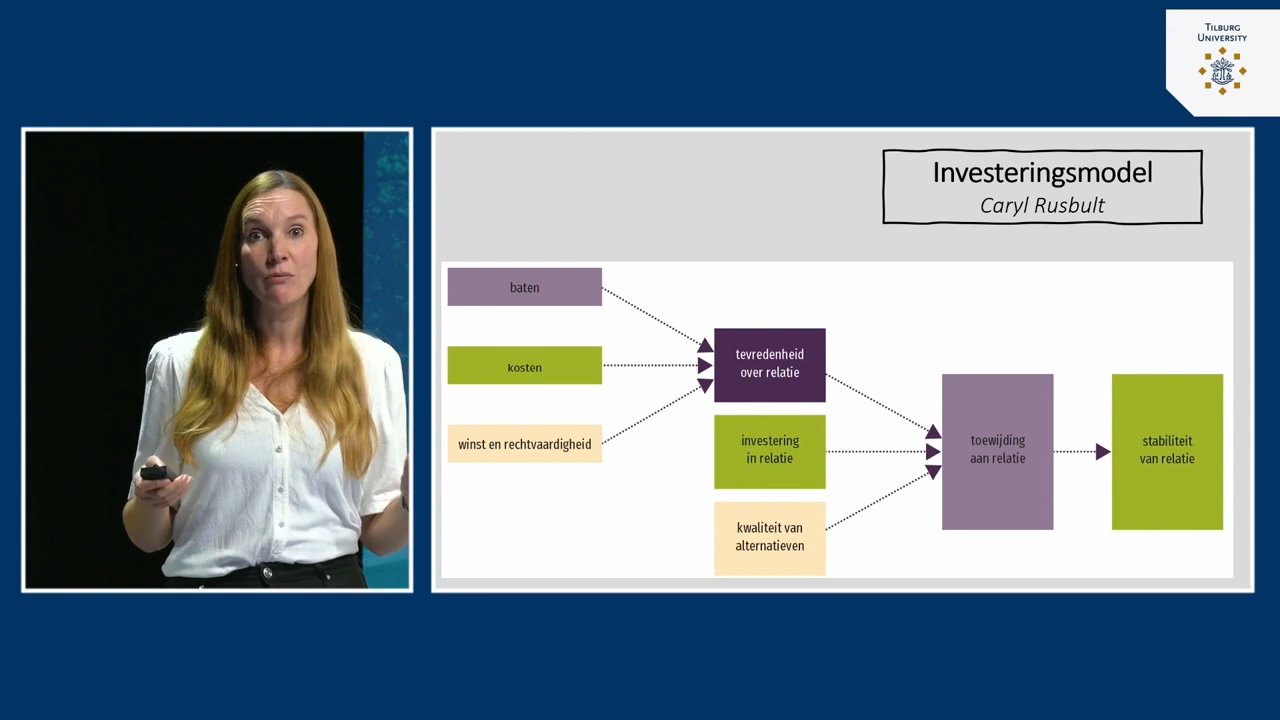 TILBURG
UNIVERSITY
Investeringsmodel
Caryl Rusbult
baten
kosten
winst en rechtvaardigheid
tevredenheid
over relatie
investering
in relatie
kwaliteit van
alternatieven
toewijding
aan relatie
stabiliteit
van relatie